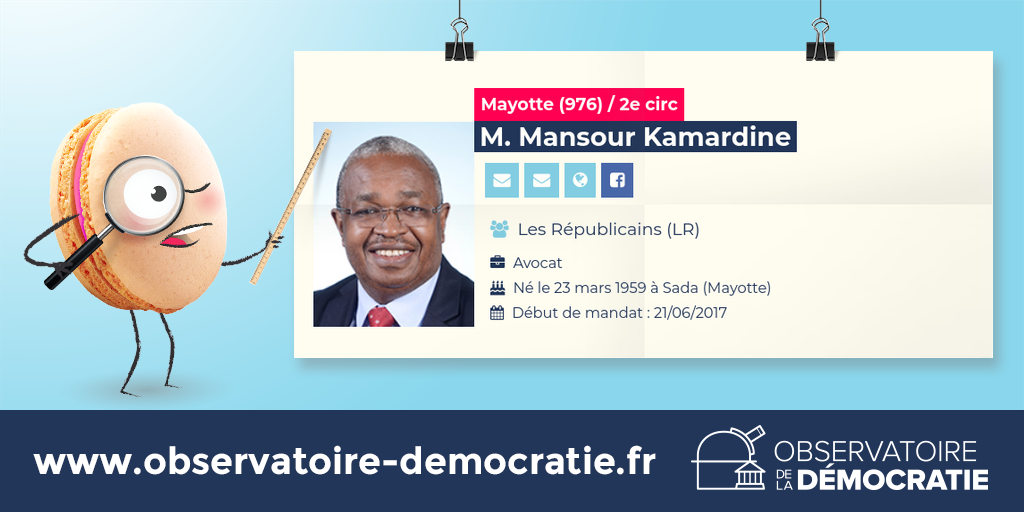 Mayotte (976) / 2e circ
M. Mansour Kamardine
Les Républicains (LR)
Avocat
Né le 23 mars 1959 à Sada (Mayotte)
Début de mandat : 21/06/2017
www.observatoire-democratie.fr
OBSERVATOIRE
DE LA DÉMOCRATIE